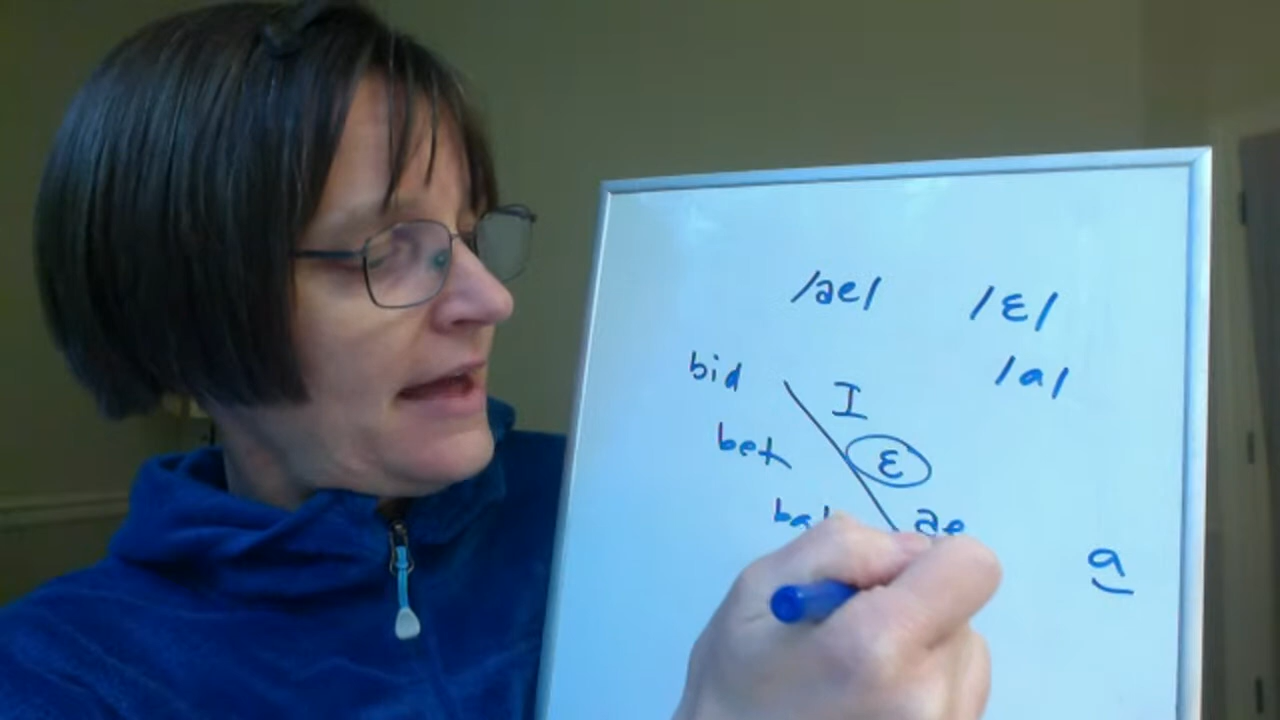 /ae/ /ɛ/
/a/
bid I
bet ɛ
ae
a